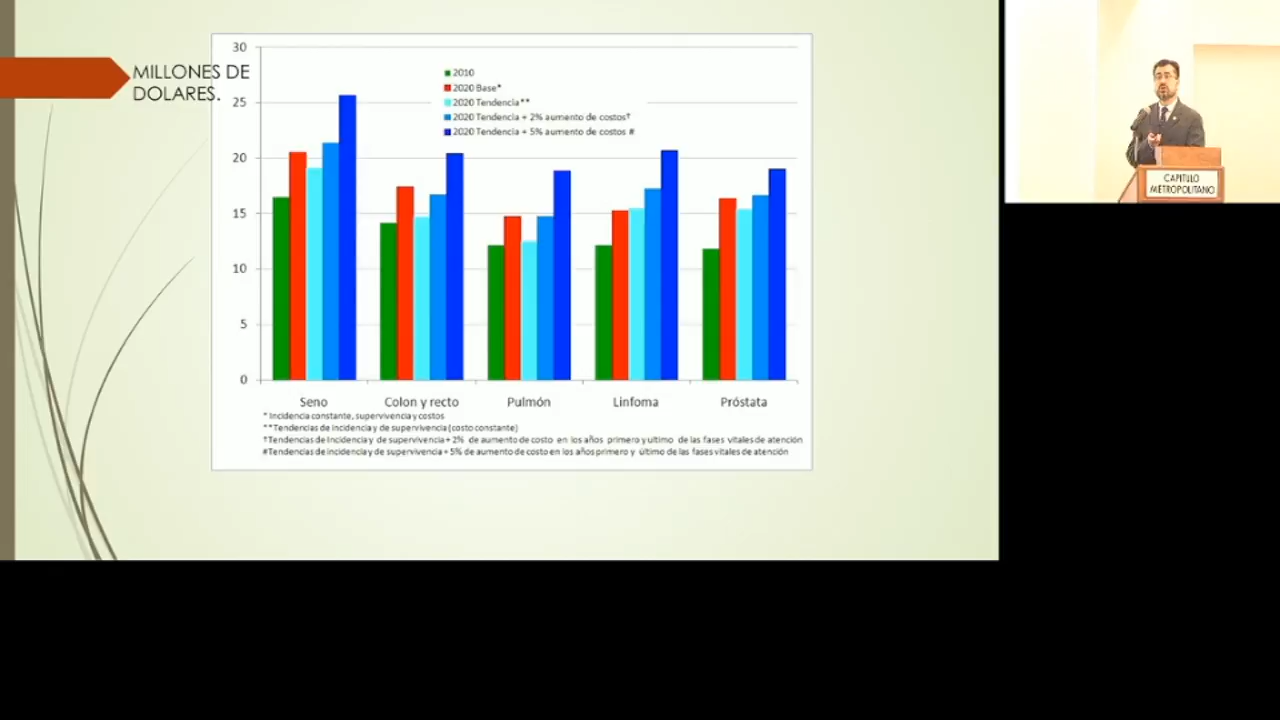 MILLONES DE
DOLARES.
30
25
20
15
10
5
0
2010
2020 Base*
2020 Tendencia**
2020 Tendencia + 2% aumento de costos†
2020 Tendencia + 5% aumento de costos #
Seno
Colon y recto
Pulmón
Linfoma
Próstata
* Incidencia constante, supervivencia y costos
**Tendencias de incidencia y de supervivencia (costo constante)
†Tendencias de Incidencia y de supervivencia + 2% de aumento de costo en los años primero y ultimo de las fases vitales de atención
#Tendencias de incidencia y de supervivencia + 5% de aumento de costo en los años primero y último de las fases vitales de atención
CAPITULO
METROPOLITANO